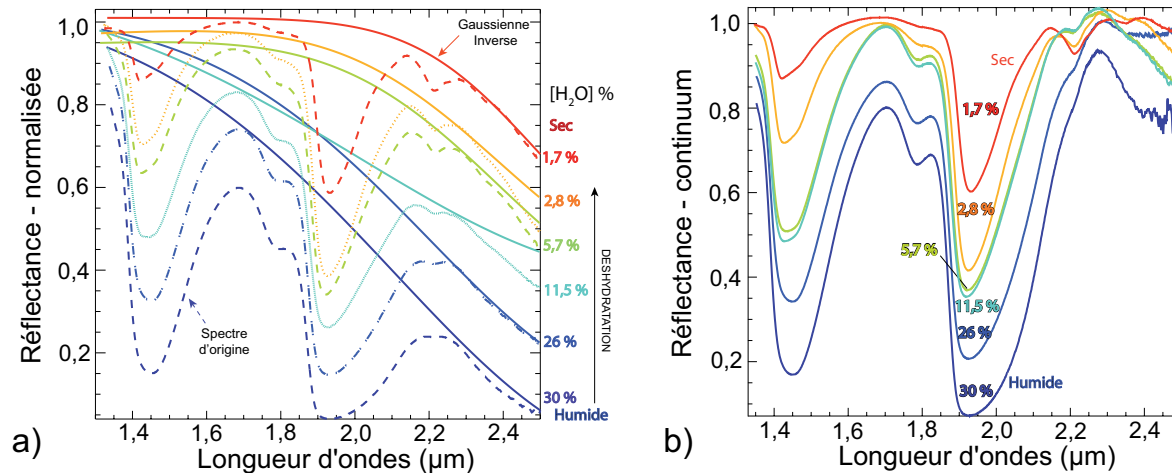 Réflectance - normalisée
1,0
0,8
0,6
0,4
0,2
1,4
1,6
1,8
2,0
2,2
2,4
Longueur d'ondes (µm)
a)
Gaussienne
Inverse
Spectre
d'origine
[H₂O] %
Sec
1,7 %
2,8 %
5,7 %
11,5 %
26 %
30 %
Humide
DESHYDRATATION
b)
Réflectance - continuum
1,0
0,8
0,6
0,4
0,2
Sec
1,7 %
2,8 %
5,7 %
11,5 %
26 %
30 %
Humide
1,4
1,6
1,8
2,0
2,2
2,4
Longueur d'ondes (µm)